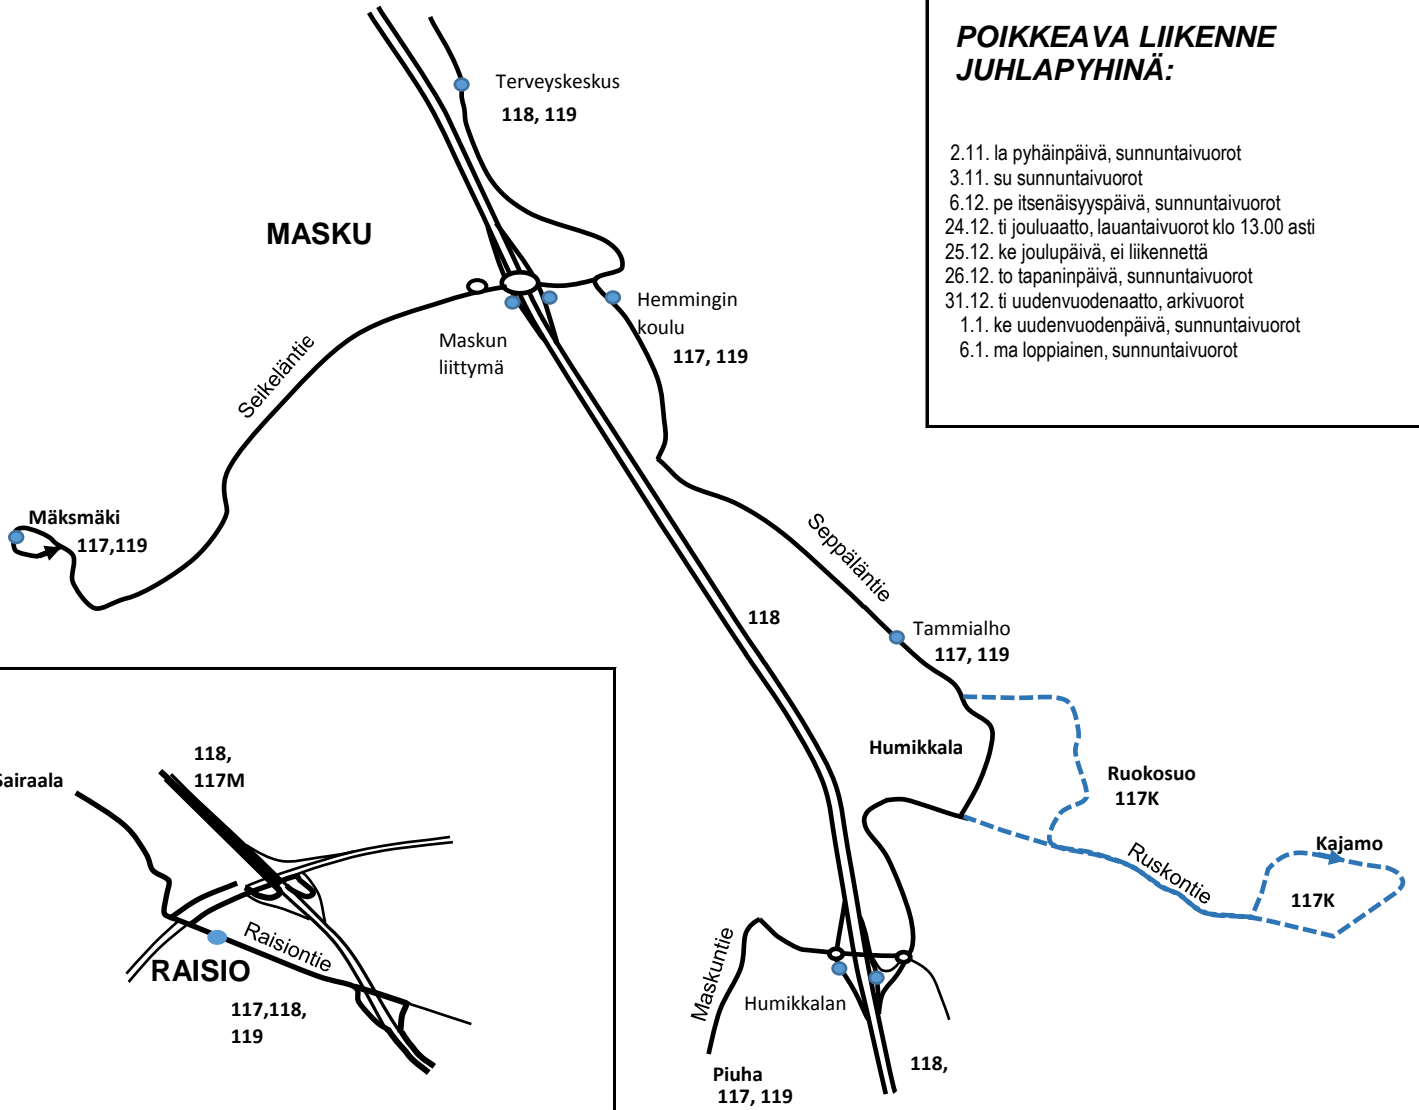 POIKKEAVA LIIKENNE
JUHLAPYHINÄ:
2.11. la pyhäinpäivä, sunnuntaivuorot
3.11. su sunnuntaivuorot
6.12. pe itsenäisyyspäivä, sunnuntaivuorot
24.12. ti jouluaatto, lauantaivuorot klo 13.00 asti
25.12. ke joulupäivä, ei liikennettä
26.12. to tapaninpäivä, sunnuntaivuorot
31.12. ti uudenvuodenaatto, arkivuorot
1.1. ke uudenvuodenpäivä, sunnuntaivuorot
6.1. ma loppiainen, sunnuntaivuorot
Terveyskeskus
118, 119
MASKU
Hemmingin
koulu
117, 119
Maskun
liittymä
Seikeläntie
Mäksmäki
117,119
Seppäläntie
118
Tammialho
117, 119
Humikkala
Ruokosuo
117K
Ruskontie
Kajamo
117K
Maskuntie
Humikkalan
118,
Piuha
117, 119
Sairaala
118,
117M
Raisiontie
RAISIO
117,118,
119